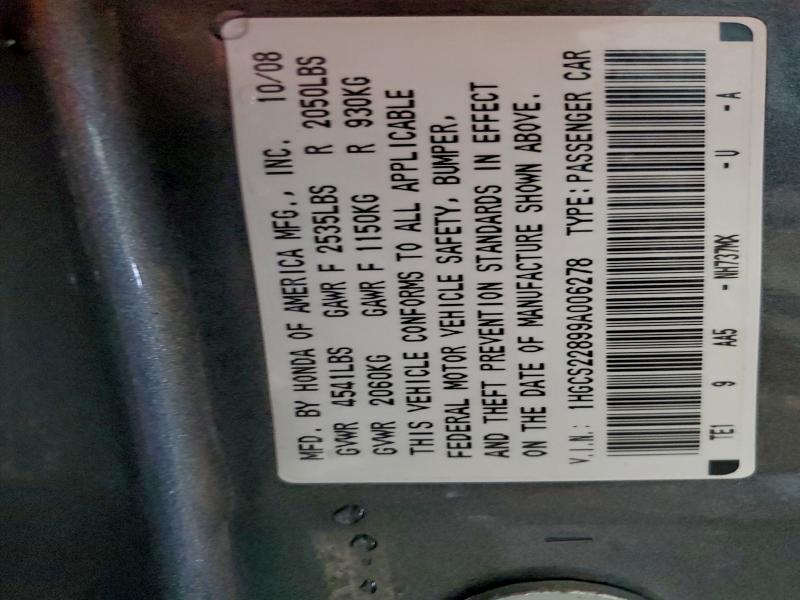 MFD. BY HONDA OF AMERICA MFG., INC. 10/08
GVWR 4541LBS GAWR F 2535LBS R 2050LBS
GVWR 2060KG GAWR F 1150KG R 930KG
THIS VEHICLE CONFORMS TO ALL APPLICABLE
FEDERAL MOTOR VEHICLE SAFETY, BUMPER,
AND THEFT PREVENTION STANDARDS IN EFFECT
ON THE DATE OF MANUFACTURE SHOWN ABOVE.
V.I.N.: 1HGCS22899A006278 TYPE:PASSENGER CAR
TE1 9 AA5 - NH737MX - U - A